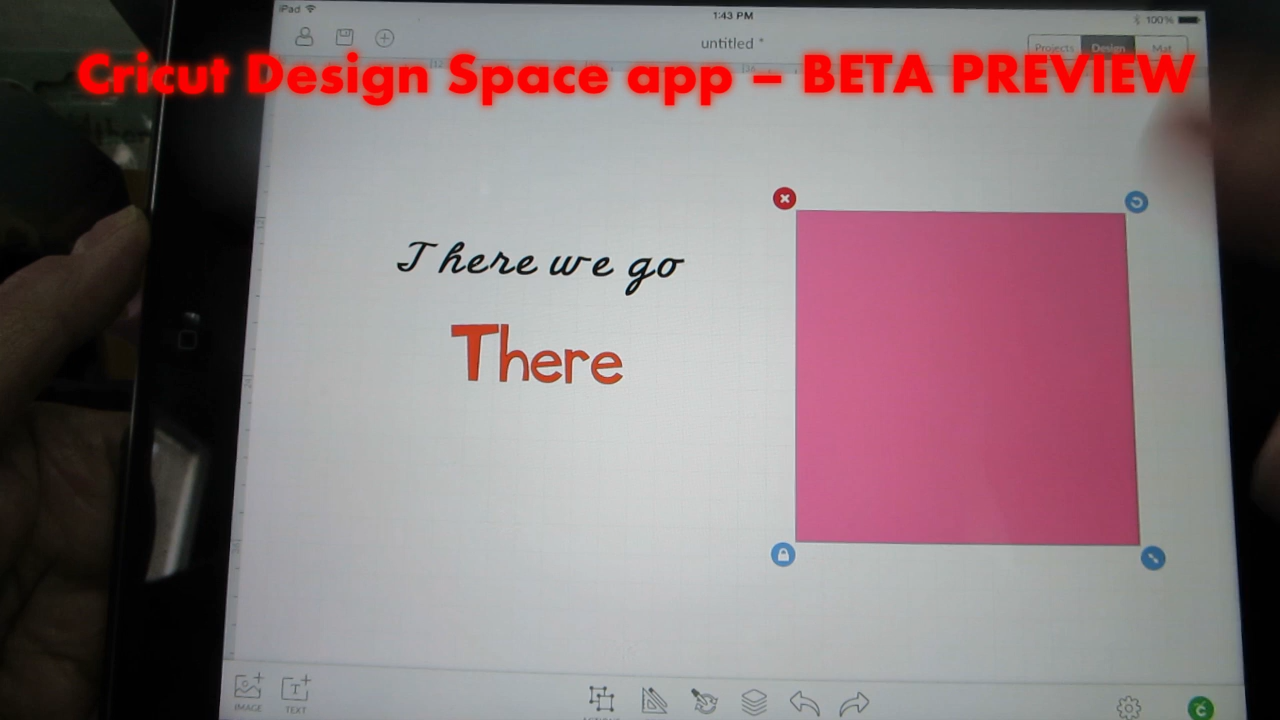 iPad
1:43 PM
100%
untitled *
Projects Design Mat
Cricut Design Space app – BETA PREVIEW
There we go
There
IMAGE
TEXT